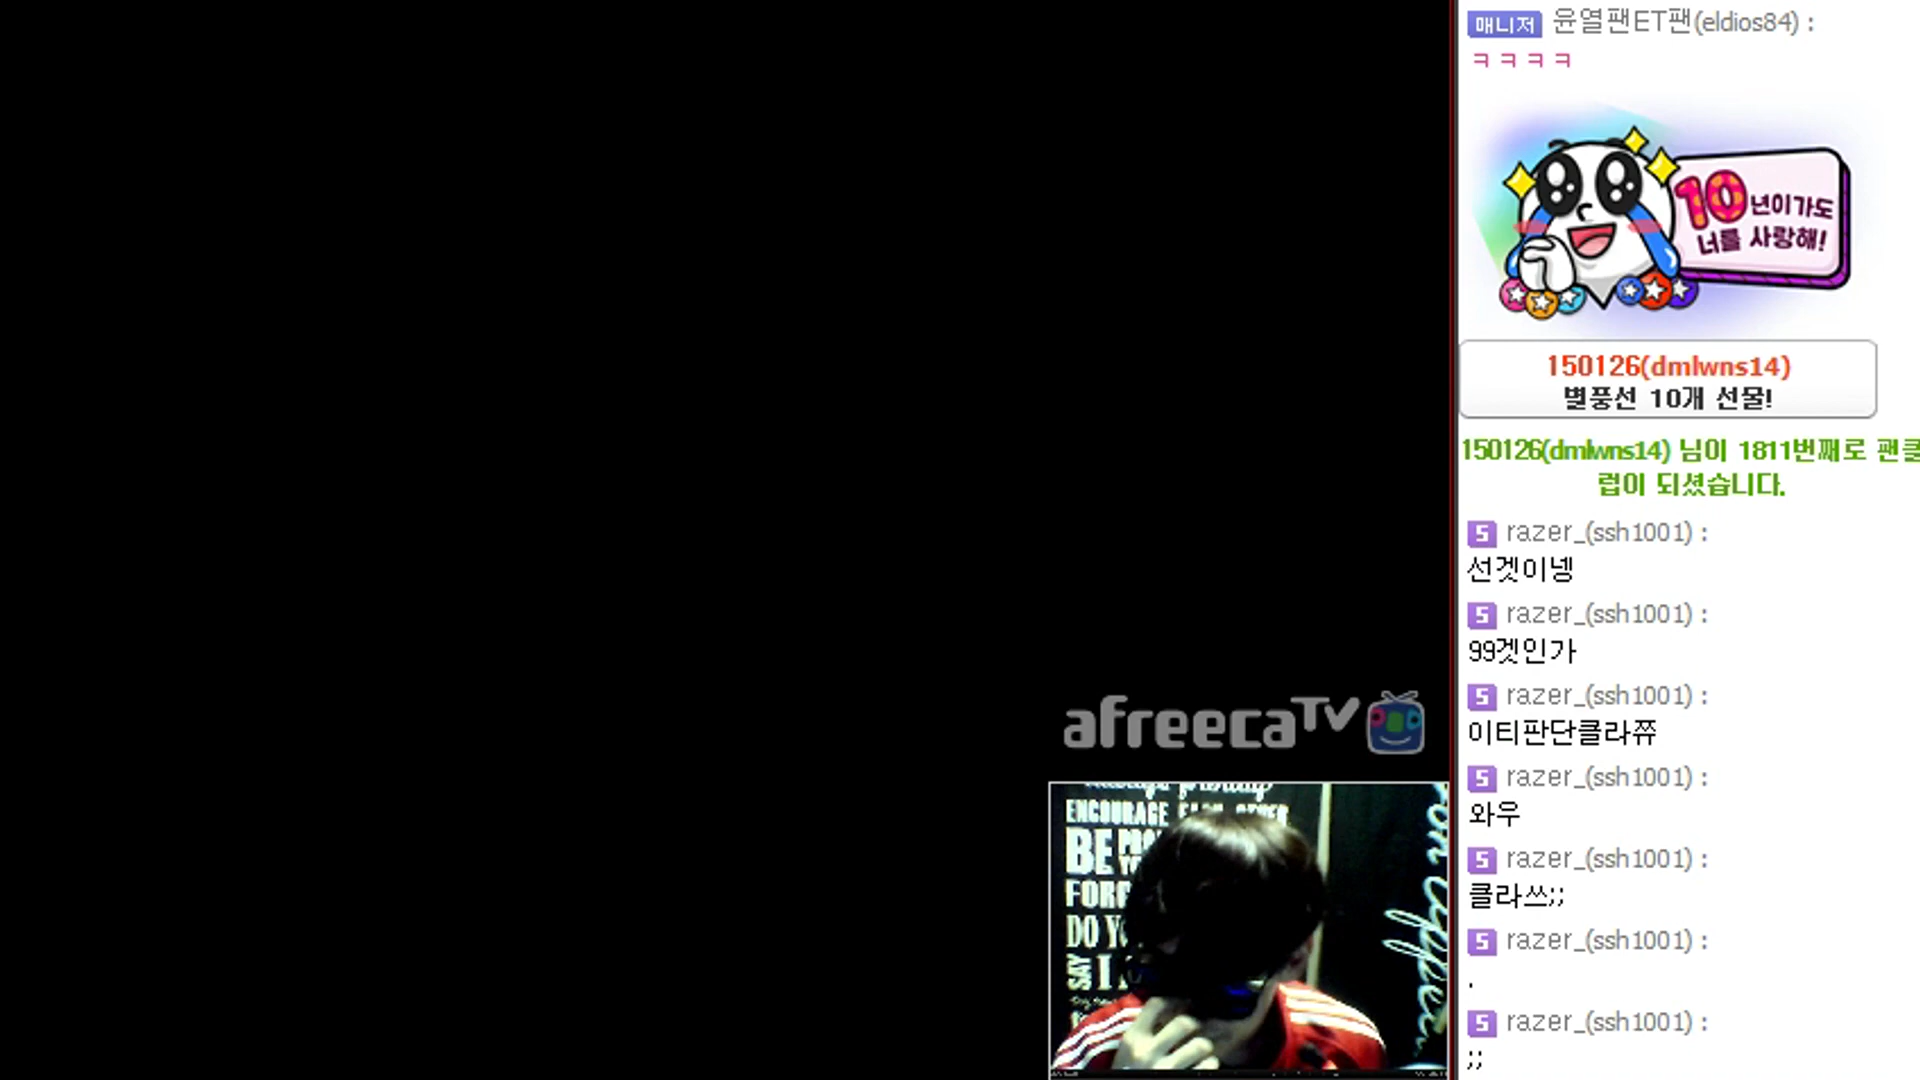 매니저 윤열팬ET팬(eldios84) :
ㅋㅋㅋㅋ
10년이가도
너를 사랑해!
150126(dmlwns14)
별풍선 10개 선물!
150126(dmlwns14) 님이 1811번째로 팬클
럽이 되셨습니다.
S razer_(ssh1001) :
선겟이넹
S razer_(ssh1001) :
99겟인가
S razer_(ssh1001) :
이티판단클라쮸
S razer_(ssh1001) :
와우
S razer_(ssh1001) :
클라쓰;;
S razer_(ssh1001) :
.
S razer_(ssh1001) :
;;
afreecaTV
ENCOURAGE EACH OTHER
BE
DO
SAY I